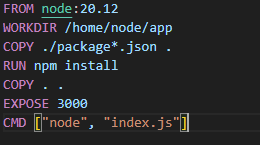 FROM node:20.12
WORKDIR /home/node/app
COPY ./package*.json .
RUN npm install
COPY . .
EXPOSE 3000
CMD ["node", "index.js"]